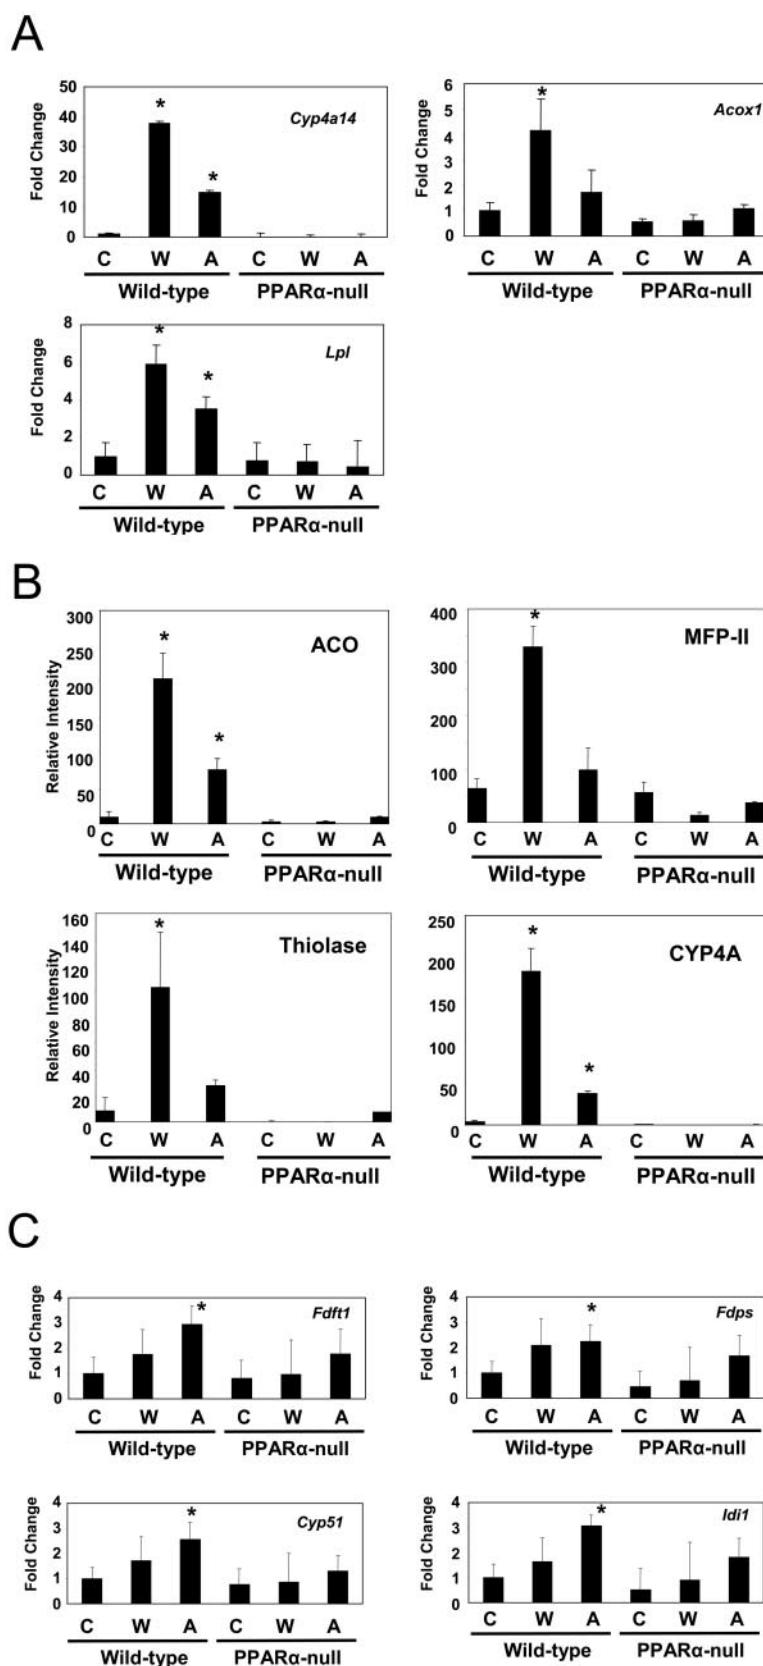 A
50
40
30
20
10
0
Fold Change
Cyp4a14
*
*
C W A C W A
Wild-type PPARα-null
6
5
4
3
2
1
0
Acox1
*
C W A C W A
Wild-type PPARα-null
8
6
4
2
0
Fold Change
Lpl
*
*
C W A C W A
Wild-type PPARα-null
B
300
200
150
100
50
0
Relative Intensity
ACO
*
*
C W A C W A
Wild-type PPARα-null
400
300
200
100
0
MFP-II
*
C W A C W A
Wild-type PPARα-null
160
140
120
100
80
60
40
20
0
Relative Intensity
Thiolase
*
C W A C W A
Wild-type PPARα-null
250
200
150
100
50
0
CYP4A
*
*
C W A C W A
Wild-type PPARα-null
C
4
3
2
1
0
Fold Change
Fdft1
*
C W A C W A
Wild-type PPARα-null
4
3
2
1
0
Fold Change
Fdps
*
C W A C W A
Wild-type PPARα-null
4
3
2
1
0
Fold Change
Cyp51
*
C W A C W A
Wild-type PPARα-null
4
3
2
1
0
Fold Change
Idi1
*
C W A C W A
Wild-type PPARα-null